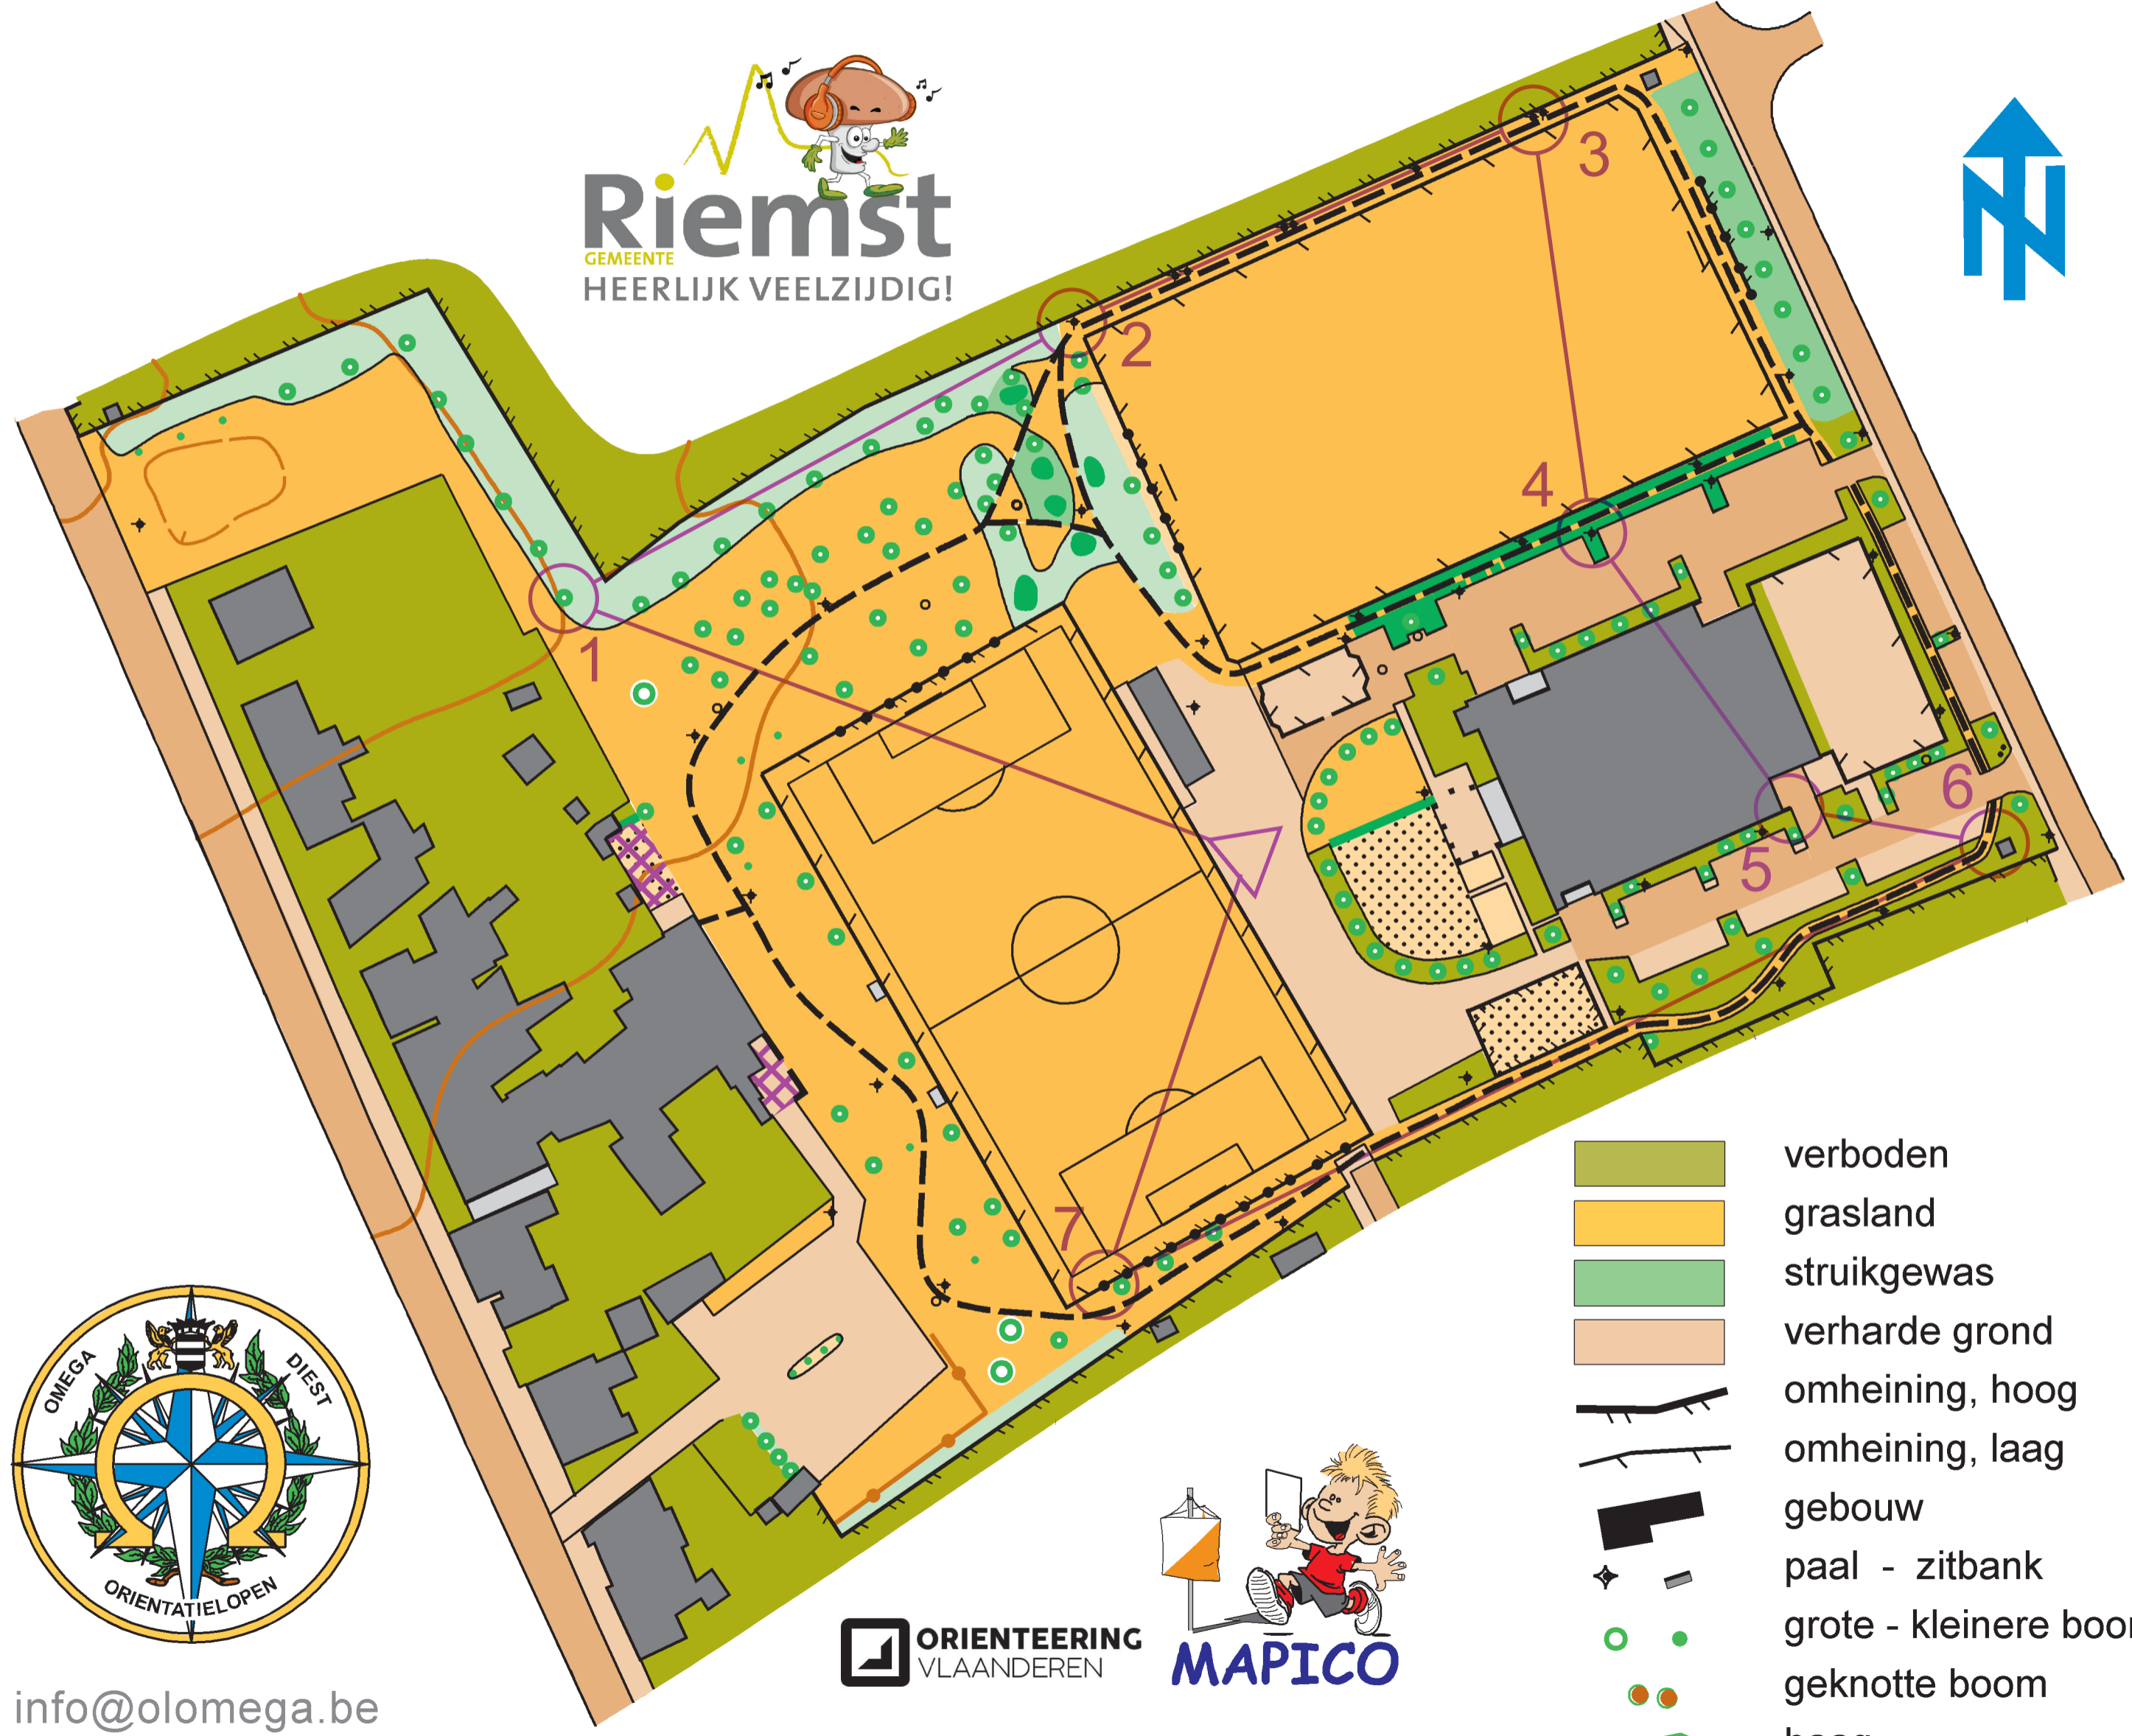 Riemst
GEMEENTE
HEERLIJK VEELZIJDIG!
N
3
2
4
1
6
5
7
verboden
grasland
struikgewas
verharde grond
omheining, hoog
omheining, laag
gebouw
paal - zitbank
grote - kleinere
geknotte boom
OMEGA
DIEST
ORIENTATIELOPEN
ORIENTEERING
VLAANDEREN
MAPICO
info@olomega.be